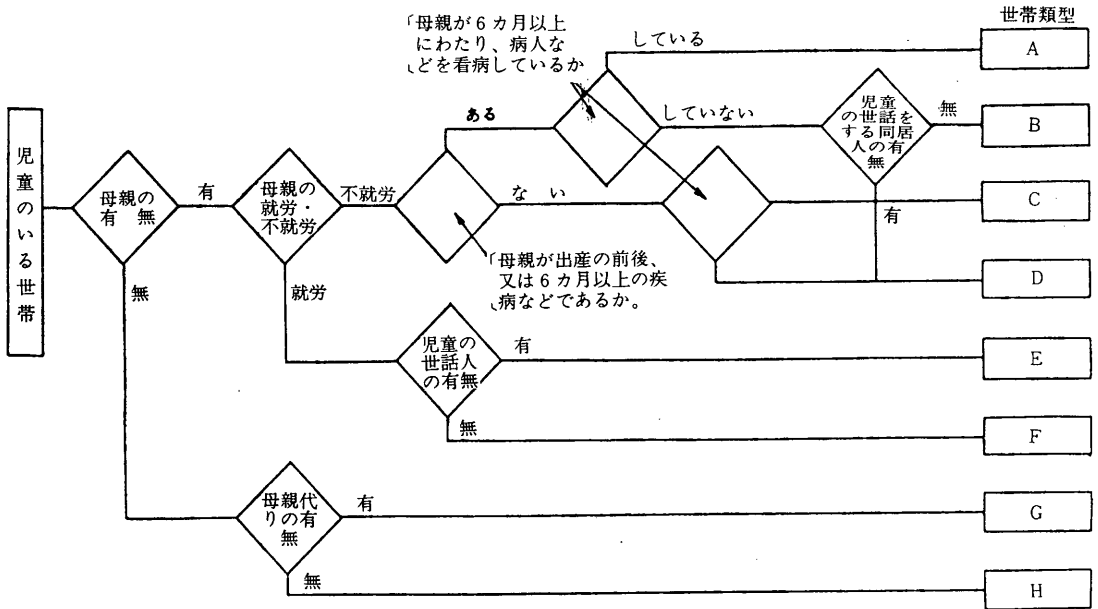 「母親が6カ月以上
にわたり、病人な
どを看病しているか
世帯類型
している
A
ある
していない
児童
の世話を
する同居
人の有
無
無
B
児童のいる世帯
母親の
有 無
有
母親の
就労・
不就労
不就労
な い
有
C
「母親が出産の前後、
又は6カ月以上の疾
病などであるか。
D
無
就労
児童の
世話人
の有無
有
E
無
F
母親代
りの有
無
有
G
無
H